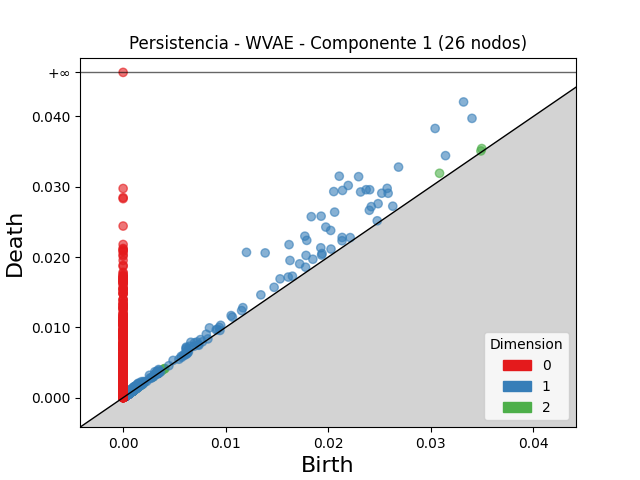 Persistencia - WVAE - Componente 1 (26 nodos)
+∞
0.040
0.030
0.020
0.010
0.000
Death
Dimension
0
1
2
0.00 0.01 0.02 0.03 0.04
Birth